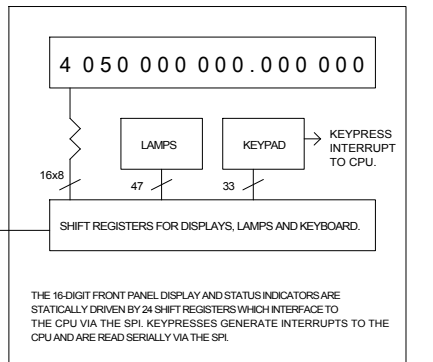 4 050 000 000.000 000
LAMPS
KEYPAD
KEYPRESS
INTERRUPT
TO CPU.
16x8
47
33
SHIFT REGISTERS FOR DISPLAYS, LAMPS AND KEYBOARD.
THE 16-DIGIT FRONT PANEL DISPLAY AND STATUS INDICATORS ARE
STATICALLY DRIVEN BY 24 SHIFT REGISTERS WHICH INTERFACE TO
THE CPU VIA THE SPI. KEYPRESSES GENERATE INTERRUPTS TO THE
CPU AND ARE READ SERIALLY VIA THE SPI.